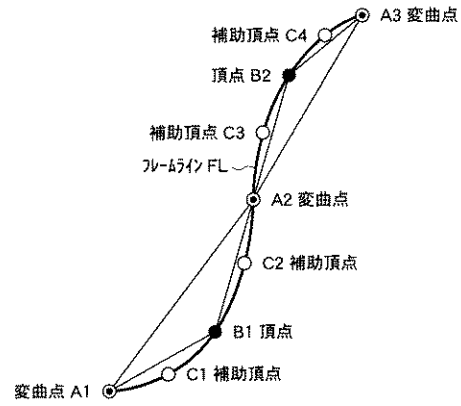 A3 変曲点
補助頂点 C4
頂点 B2
補助頂点 C3
フレームライン FL
A2 変曲点
C2 補助頂点
B1 頂点
C1 補助頂点
変曲点 A1